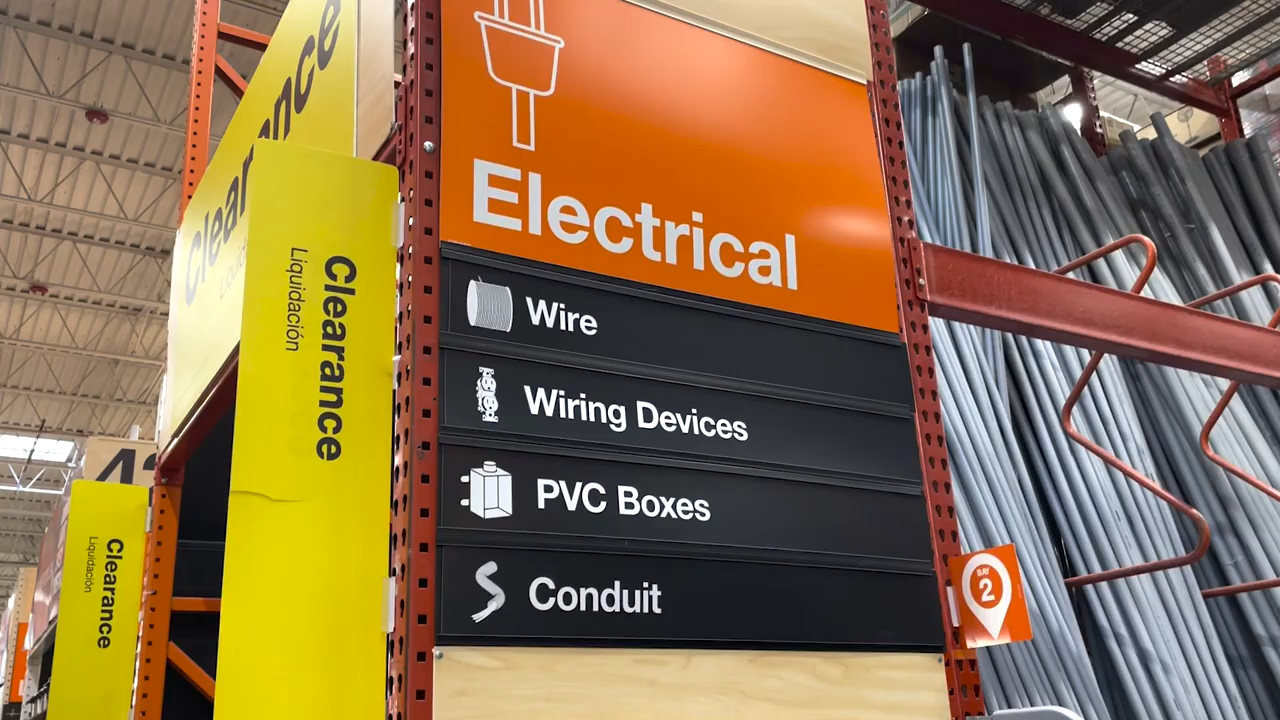 Clearance
Clearance
Liquidación
Electrical
Wire
Wiring Devices
PVC Boxes
Conduit
BAY
2
Clearance
Liquidación